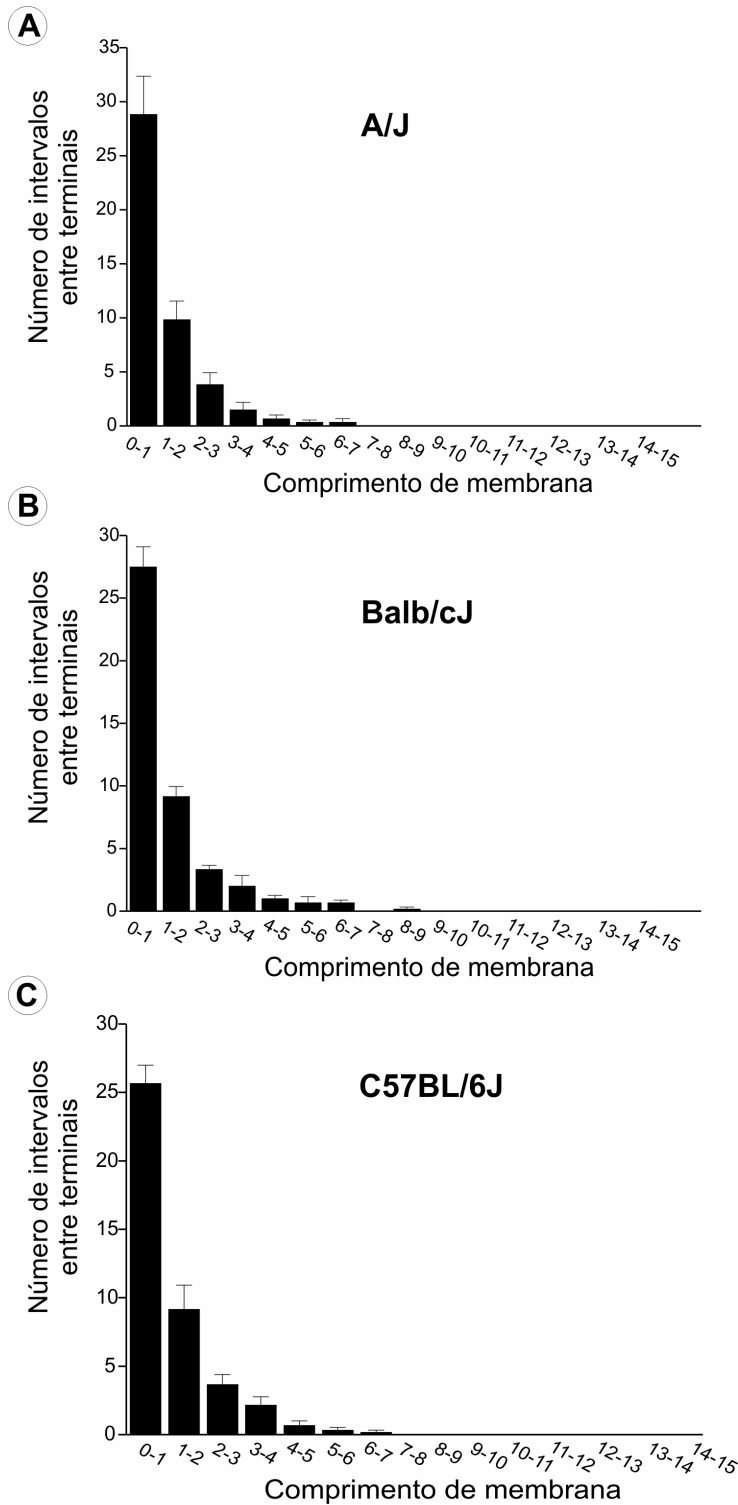 A
A/J
Número de intervalos
entre terminais
35
30
25
20
15
10
5
0
0-1 1-2 2-3 3-4 4-5 5-6 6-7 7-8 8-9 9-10 10-11 11-12 12-13 13-14 14-15
Comprimento de membrana
B
Balb/cJ
Número de intervalos
entre terminais
30
25
20
15
10
5
0
0-1 1-2 2-3 3-4 4-5 5-6 6-7 7-8 8-9 9-10 10-11 11-12 12-13 13-14 14-15
Comprimento de membrana
C
C57BL/6J
Número de intervalos
entre terminais
30
25
20
15
10
5
0
0-1 1-2 2-3 3-4 4-5 5-6 6-7 7-8 8-9 9-10 10-11 11-12 12-13 13-14 14-15
Comprimento de membrana